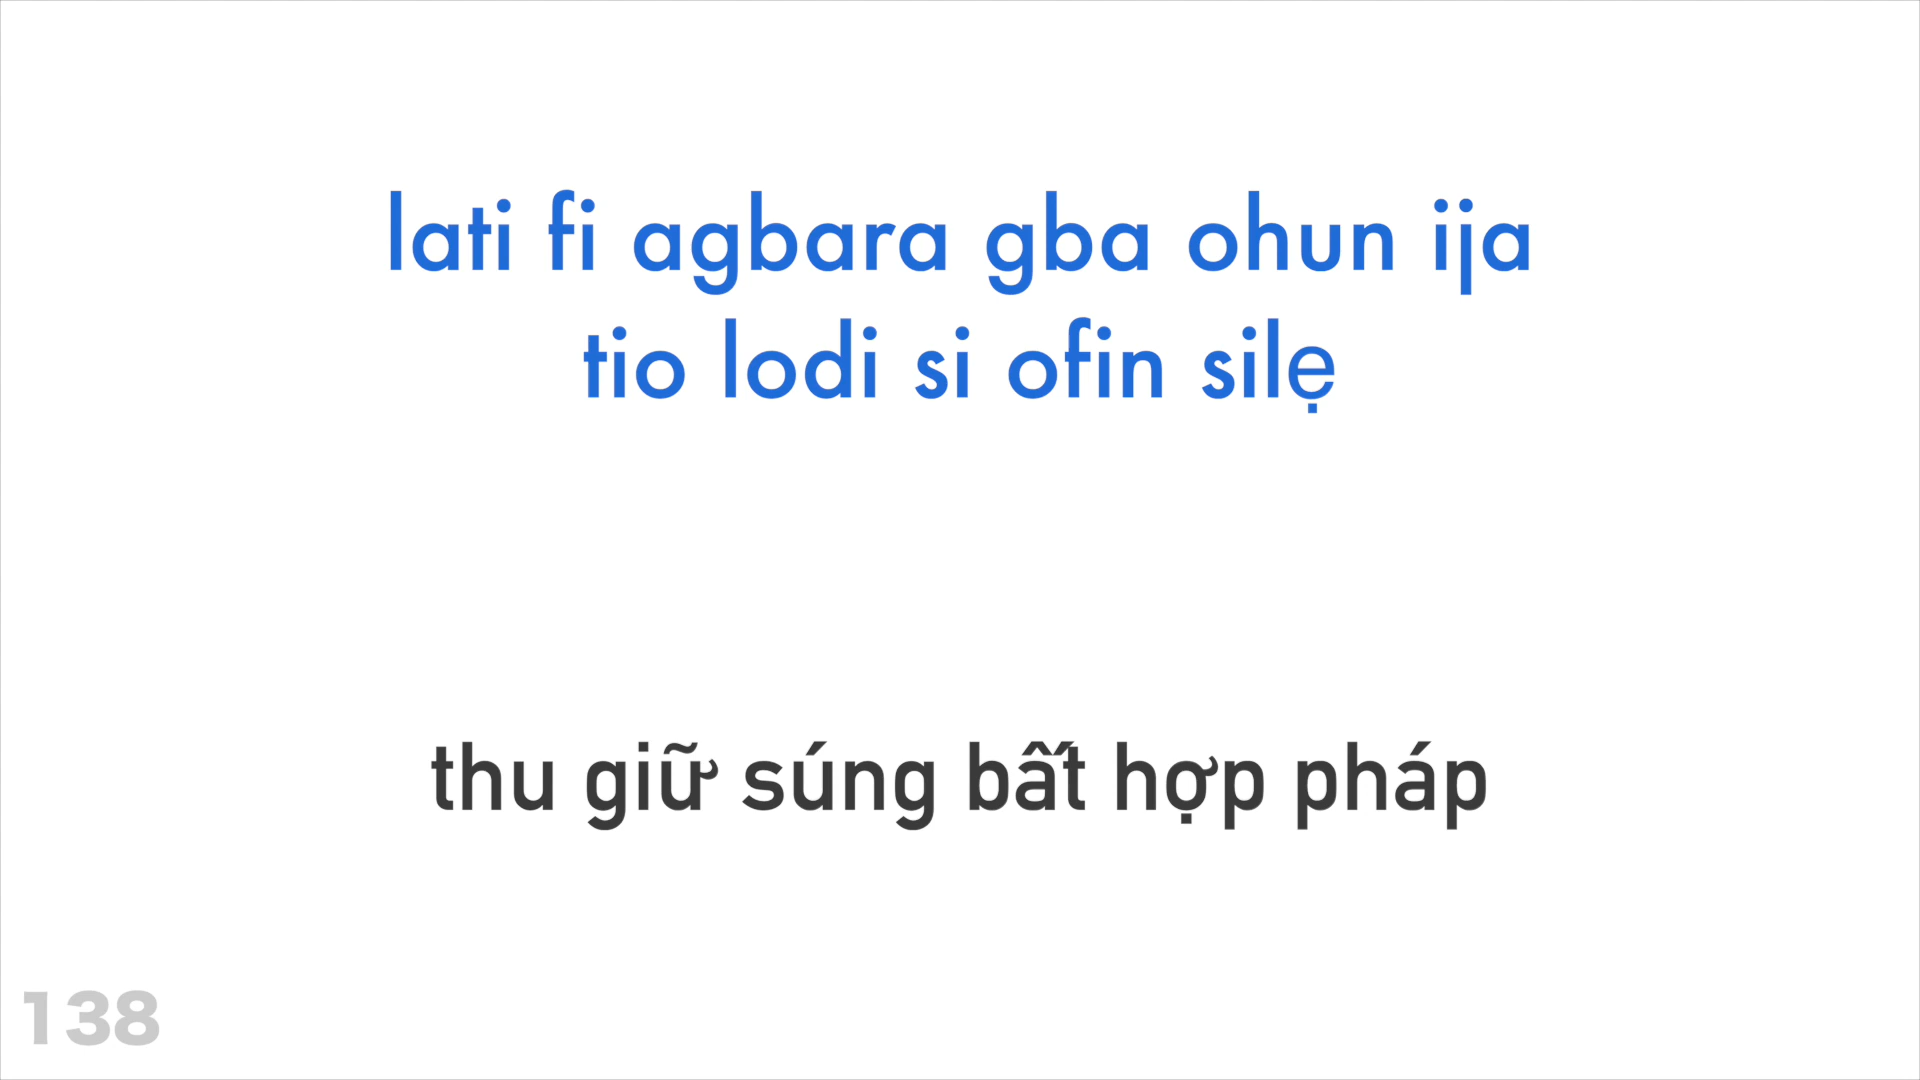 lati fi agbara gba ohun ija
tio lodi si ofin silẹ
thu giữ súng bất hợp pháp
138